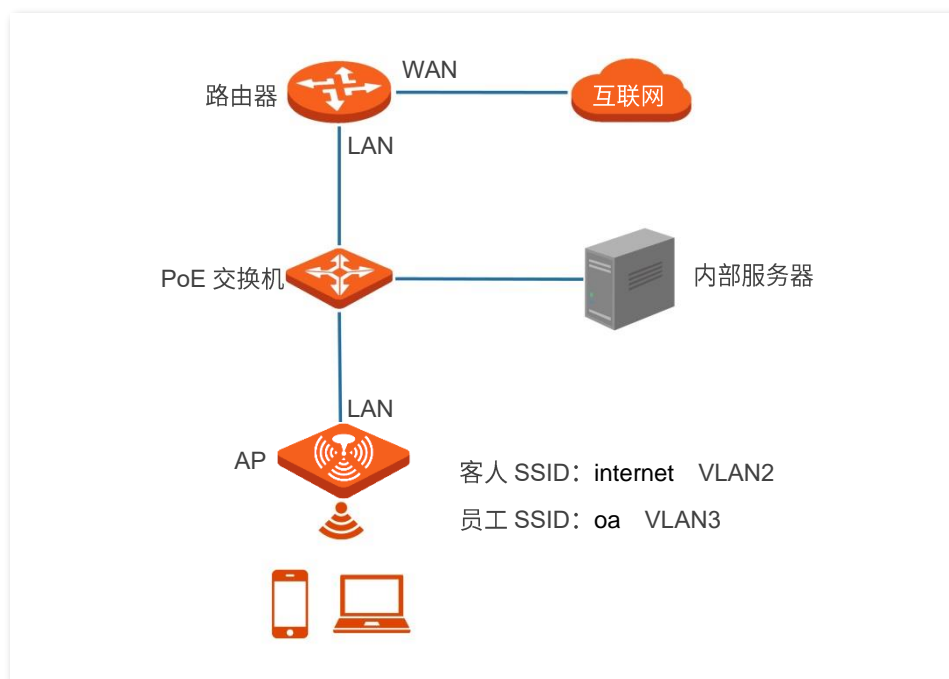 WAN
路由器
互联网
LAN
PoE 交换机
内部服务器
LAN
AP
客人 SSID：internet VLAN2
员工 SSID：oa VLAN3